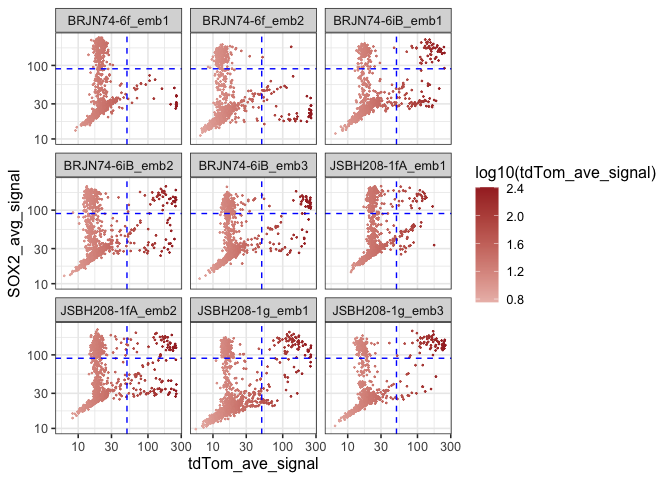 BRJN74-6f_emb1 BRJN74-6f_emb2 BRJN74-6iB_emb1
100
30
10
BRJN74-6iB_emb2 BRJN74-6iB_emb3 JSBH208-1fA_emb1
100
30
10
JSBH208-1fA_emb2 JSBH208-1g_emb1 JSBH208-1g_emb3
100
30
10
10 30 100 300 10 30 100 300 10 30 100 300
tdTom_ave_signal
SOX2_avg_signal
log10(tdTom_ave_signal)
2.4
2.0
1.6
1.2
0.8